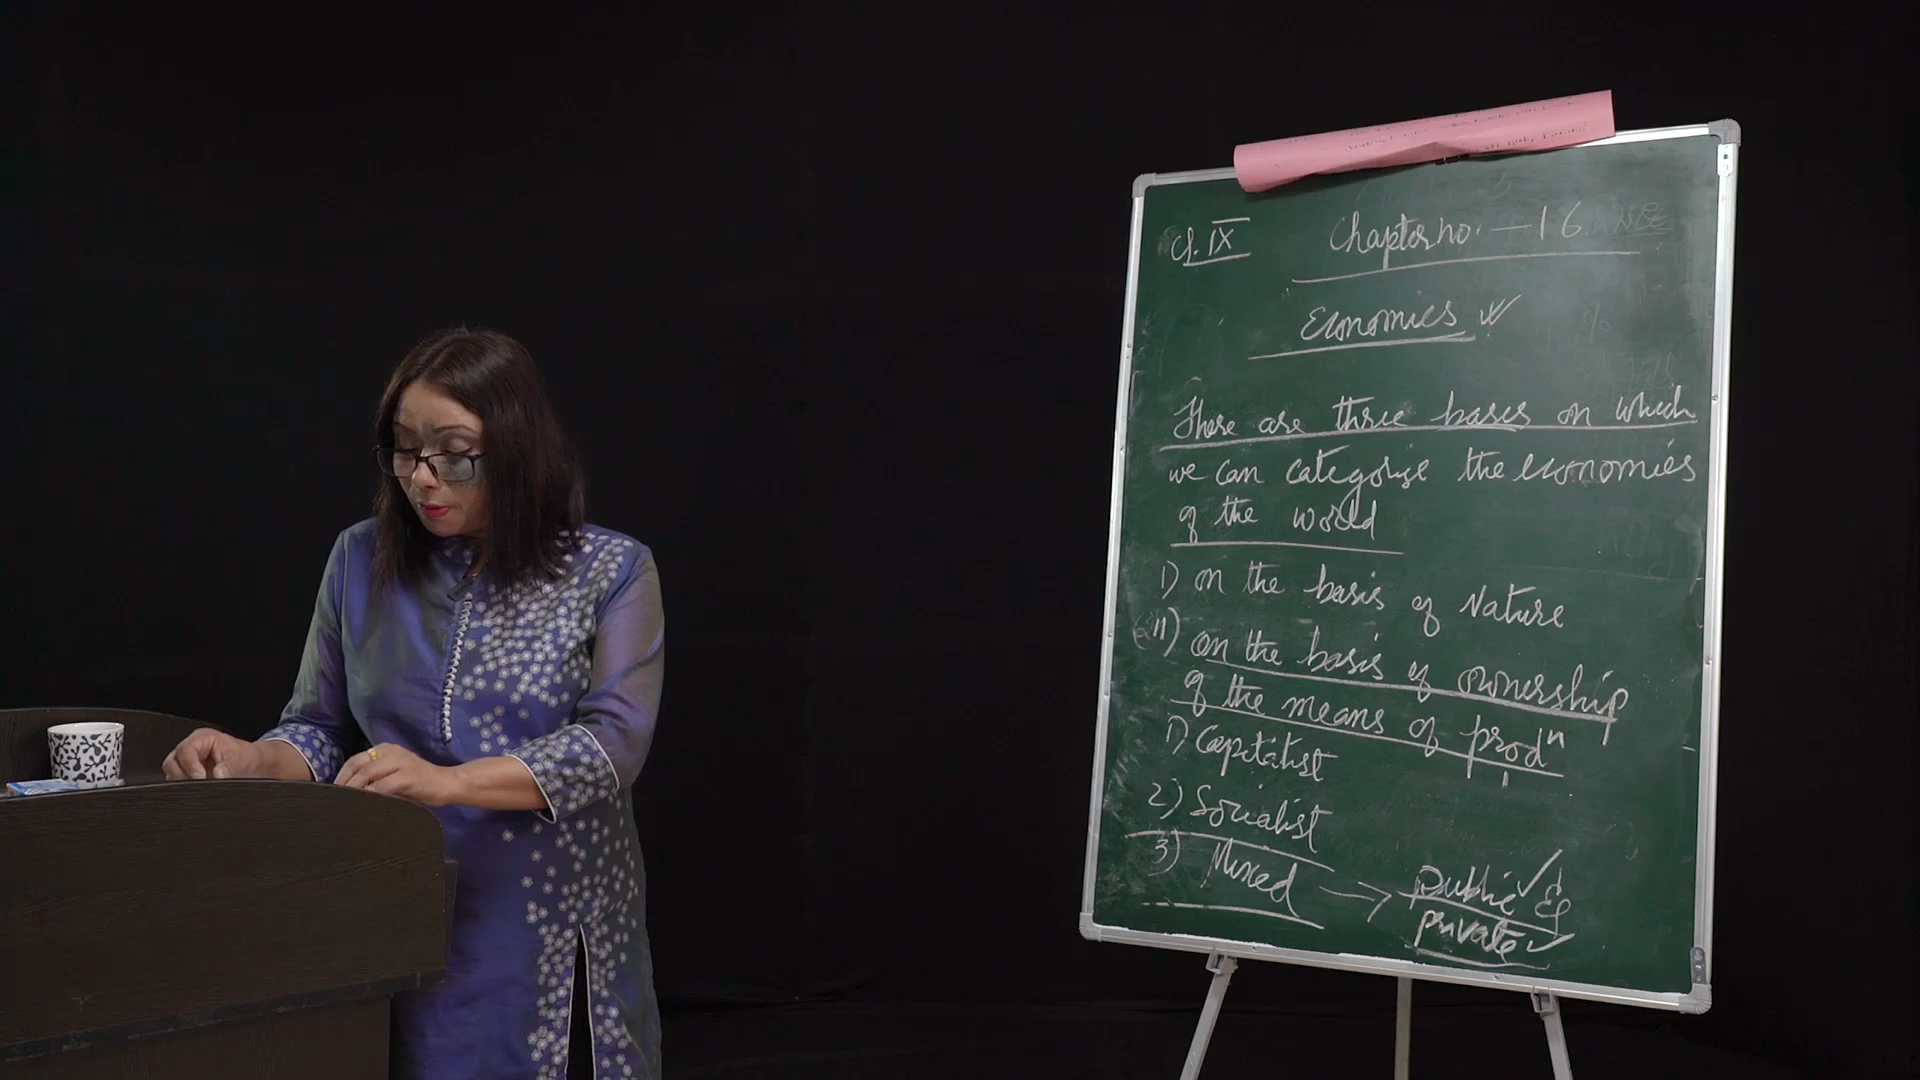 Cl. IX
Chapter no. – 16
Economics
There are three bases on which
we can categorise the economies
of the world
I) on the basis of Nature
II) on the basis of ownership
of the means of prodⁿ
1) Capitalist
2) Socialist
3) Mixed → Public &
private